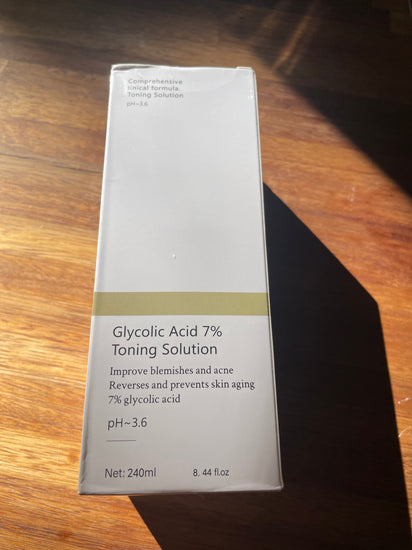 Comprehensive
Knical formula.
Toning Solution
pH~3.6
Glycolic Acid 7%
Toning Solution
Improve blemishes and acne
Reverses and prevents skin aging
7% glycolic acid
pH~3.6
Net: 240ml 8. 44 fl.oz